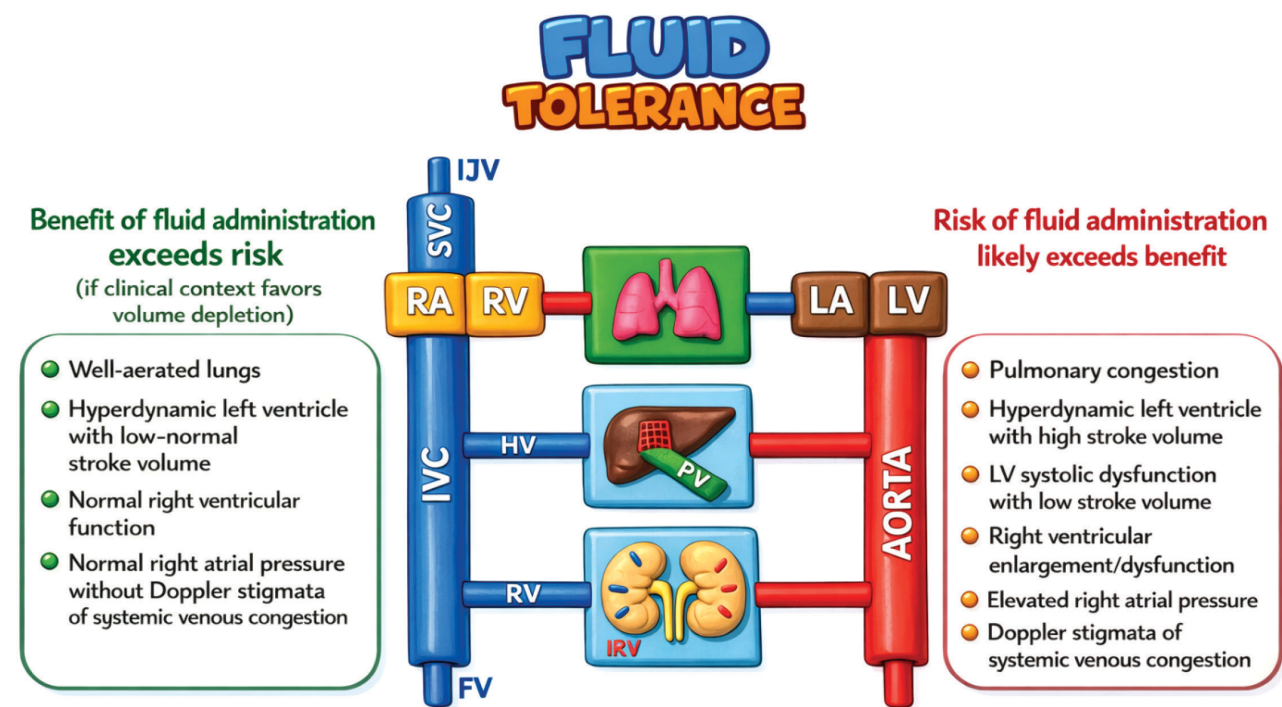 FLUID
TOLERANCE
Benefit of fluid administration
exceeds risk
(if clinical context favors
volume depletion)
Well-aerated lungs
Hyperdynamic left ventricle
with low-normal
stroke volume
Normal right ventricular
function
Normal right atrial pressure
without Doppler stigmata
of systemic venous congestion
IJV
SVC
RA
RV
LA
LV
IVC
HV
PV
RV
IRV
FV
AORTA
Risk of fluid administration
likely exceeds benefit
Pulmonary congestion
Hyperdynamic left ventricle
with high stroke volume
LV systolic dysfunction
with low stroke volume
Right ventricular
enlargement/dysfunction
Elevated right atrial pressure
Doppler stigmata of
systemic venous congestion